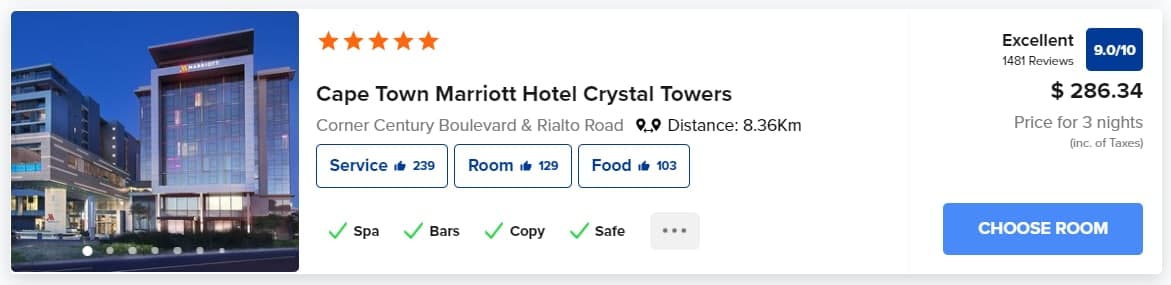 MARRIOTT
Cape Town Marriott Hotel Crystal Towers
Corner Century Boulevard & Rialto Road Distance: 8.36Km
Service 239 Room 129 Food 103
Spa Bars Copy Safe
Excellent
1481 Reviews
9.0/10
$ 286.34
Price for 3 nights
(inc. of Taxes)
CHOOSE ROOM